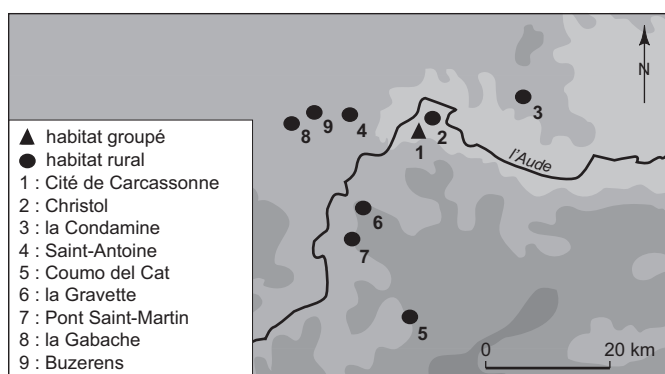 N
habitat groupé
habitat rural
1 : Cité de Carcassonne
2 : Christol
3 : la Condamine
4 : Saint-Antoine
5 : Coumo del Cat
6 : la Gravette
7 : Pont Saint-Martin
8 : la Gabache
9 : Buzerens
8
9
4
1
2
3
l'Aude
6
7
5
0
20 km